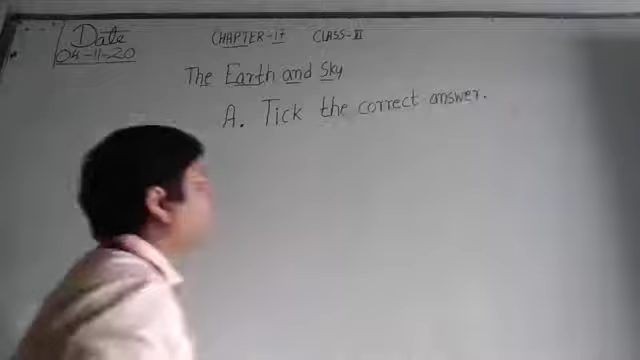 Date
04-11-20
CHAPTER-17 CLASS-II
The Earth and Sky
A. Tick the correct answer.